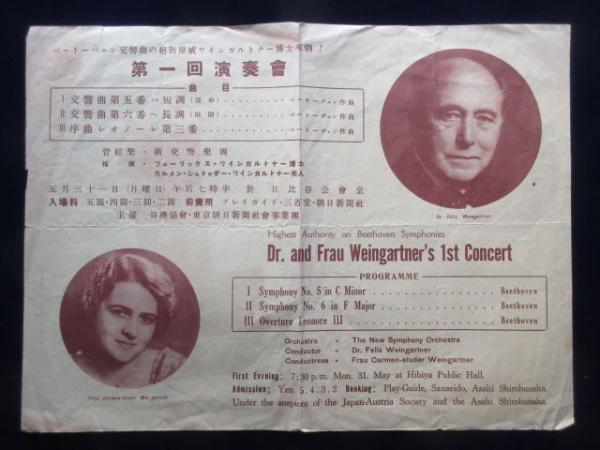 ベートーベェン交響曲の絕對權威ワインガルトナー博士來朝!
第一回演奏會
曲目
I 交響曲第五番ハ短調(運命)..........ベートーヴェン作曲
II 交響曲第六番ヘ長調(田園)..........ベートーヴェン作曲
III 序曲レオノーレ第三番..........ベートーヴェン作曲
管絃樂・新交響樂團
指揮・フェーリックス・ワインガルトナー博士
カルメン・シュトゥダー・ワインガルトナー夫人
五月三十一日(月曜日)午前七時半 於 日比谷公會堂
入場料 五圓・四圓・三圓・二圓 前賣所 プレイガイド・三省堂・朝日新聞社
主催 日墺協會・東京朝日新聞社會事業團
Dr. Felix Weingartner
Highest Authority on Beethoven Symphonies
Dr. and Frau Weingartner's 1st Concert
PROGRAMME
I Symphony No. 5 in C Minor .......... Beethoven
II Symphony No. 6 in F Major .......... Beethoven
III Overture Leonore III .......... Beethoven
Orchestra - The New Symphony Orchestra
Conductor - Dr. Felix Weingartner
Conductress - Frau Carmen-studer Weingartner
First Evening; 7:30 p.m. Mon. 31. May at Hibiya Public Hall.
Admission; Yen 5.4.3.2 Booking; Play-Guide, Sanseido, Asahi Shimbunsha.
Under the auspices of the Japan-Austria Society and the Asahi Shimbunsha.
Frau Carmen-studer Weingartner